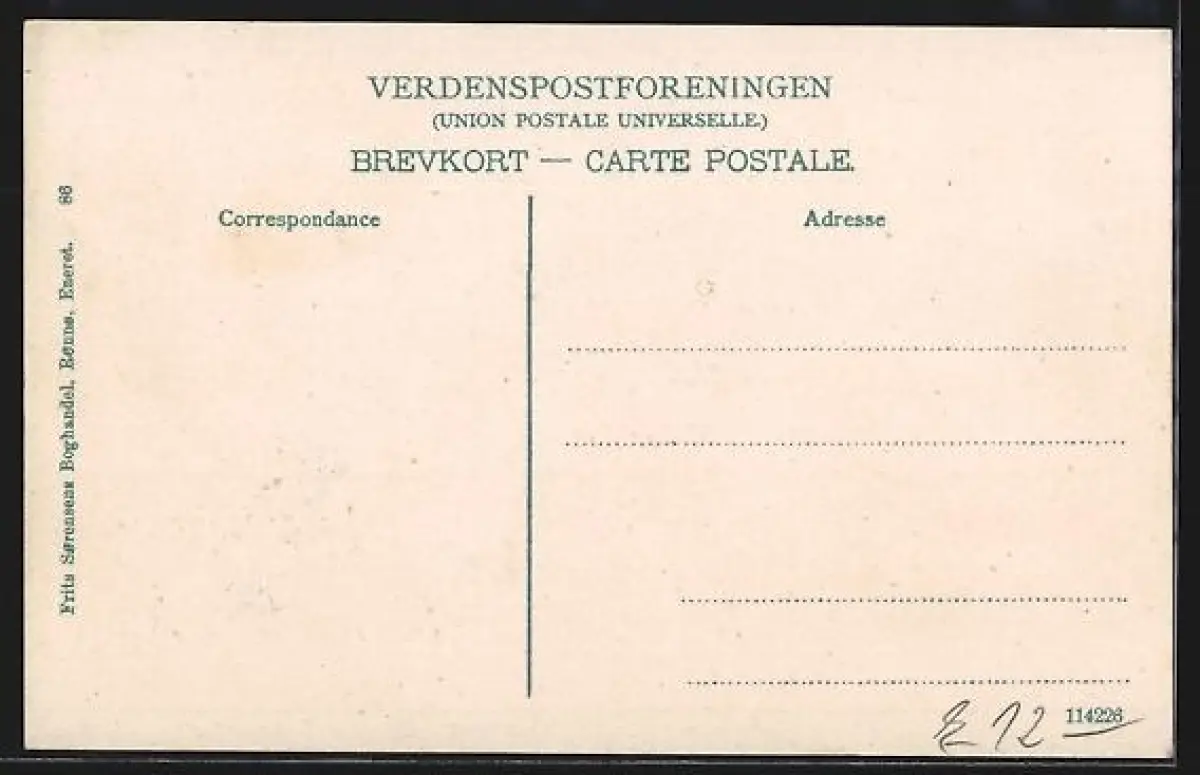 VERDENSPOSTFORENINGEN
(UNION POSTALE UNIVERSELLE.)
BREVKORT — CARTE POSTALE.
Correspondance
Adresse
Frits Sørensens Boghandel, Rønne. Eneret. 88
12
114226